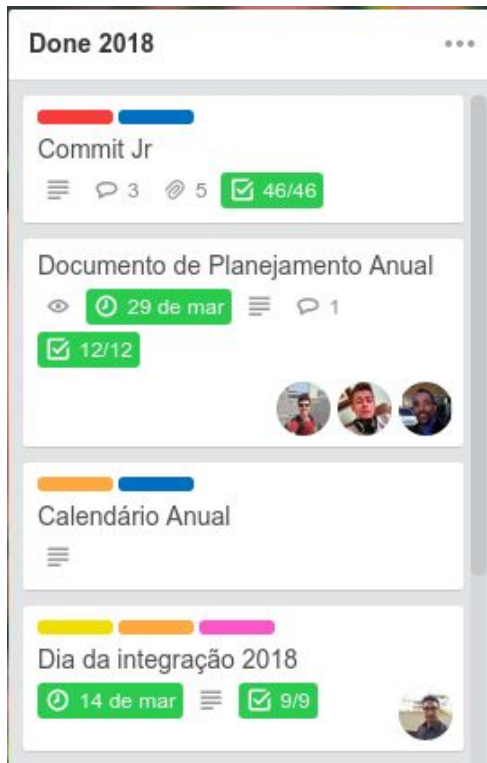 Done 2018
Commit Jr
3 5 46/46
Documento de Planejamento Anual
29 de mar 1
12/12
Calendário Anual
Dia da integração 2018
14 de mar 9/9